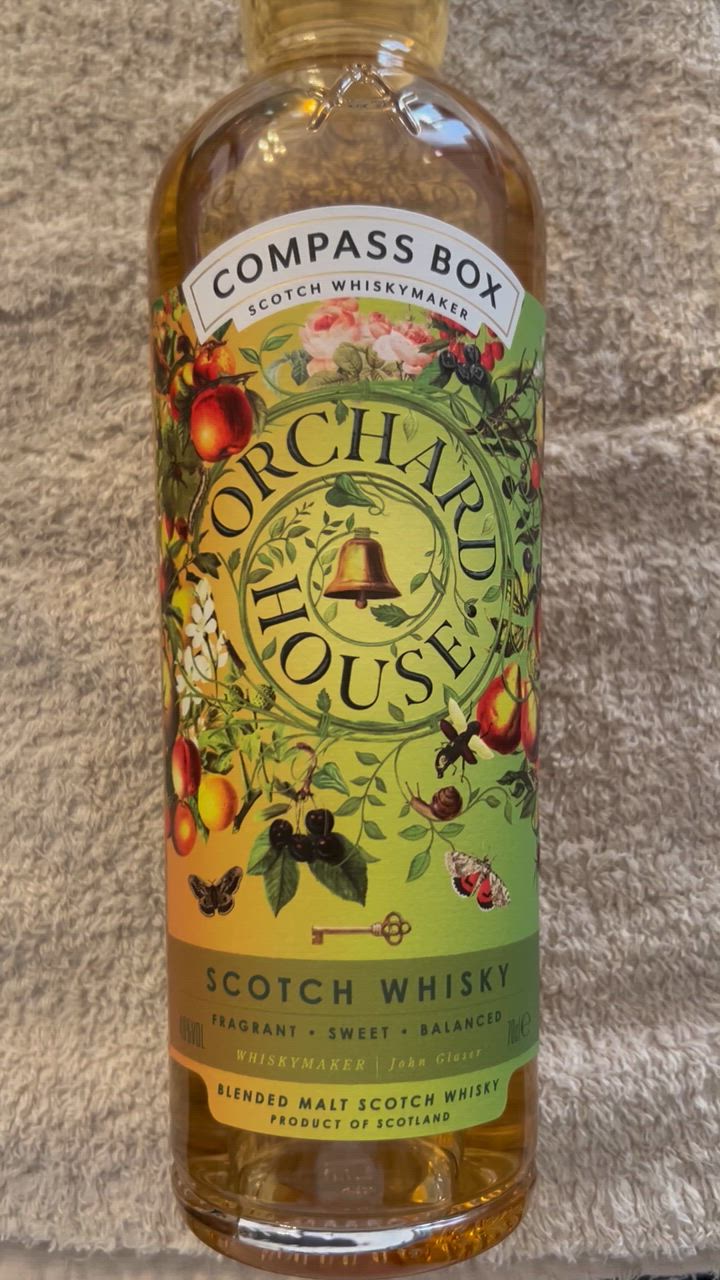 COMPASS BOX
SCOTCH WHISKYMAKER
ORCHARD
HOUSE
SCOTCH WHISKY
FRAGRANT • SWEET • BALANCED
70cl℮
WHISKYMAKER | John Glaser
BLENDED MALT SCOTCH WHISKY
PRODUCT OF SCOTLAND